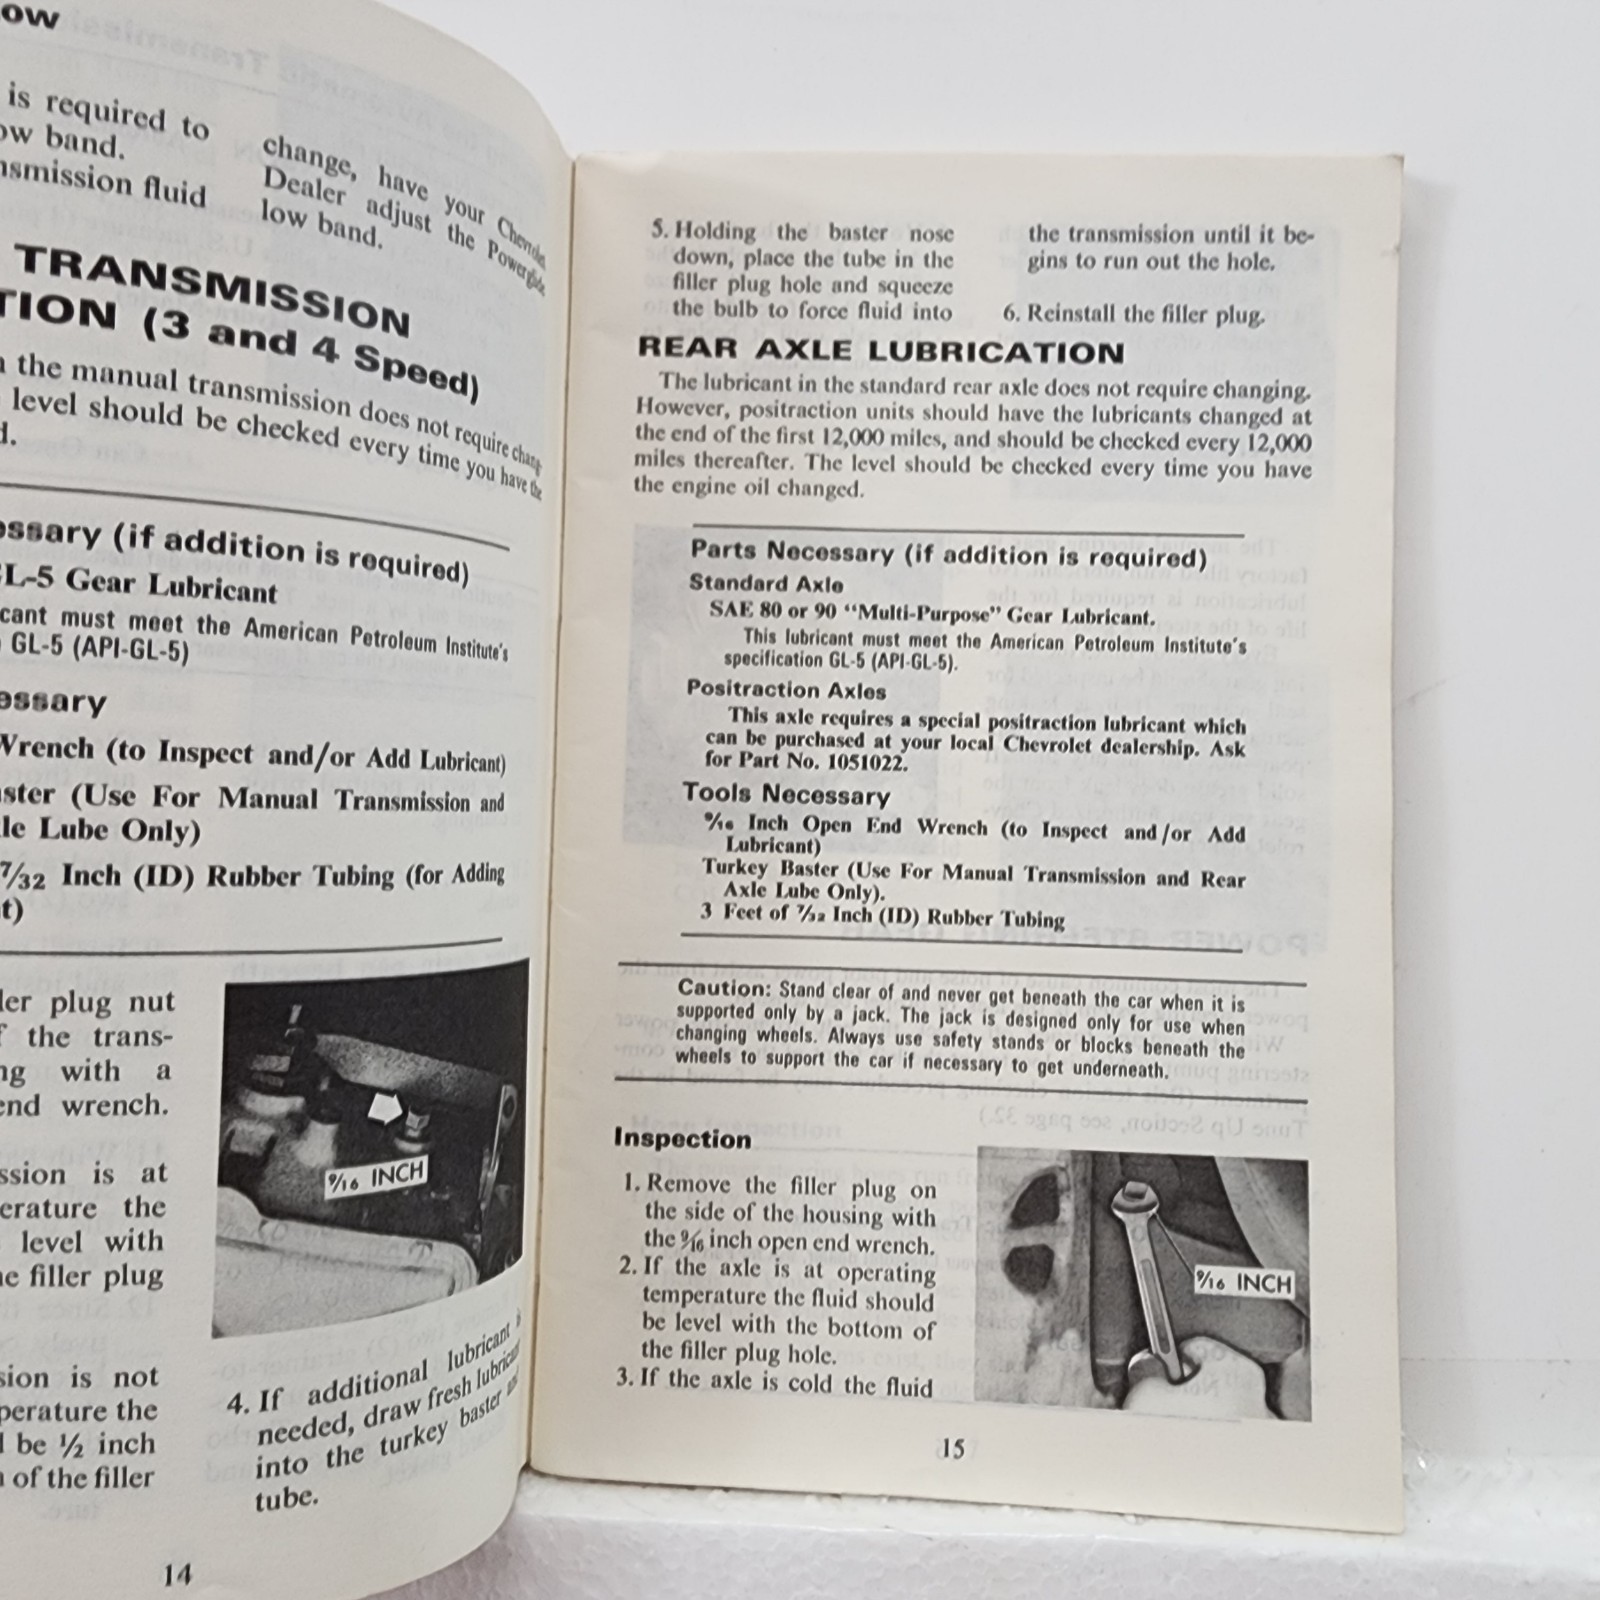 ow
is required to
ow band.
nsmission fluid
change, have your Chevrolet
Dealer adjust the Powerglide
low band.
TRANSMISSION
TION (3 and 4 Speed)
the manual transmission does not require chang-
level should be checked every time you have the
d.
essary (if addition is required)
GL-5 Gear Lubricant
cant must meet the American Petroleum Institute's
GL-5 (API-GL-5)
essary
Wrench (to Inspect and/or Add Lubricant)
aster (Use For Manual Transmission and
le Lube Only)
7/32 Inch (ID) Rubber Tubing (for Adding
t)
ler plug nut
f the trans-
ng with a
end wrench.
ssion is at
erature the
level with
he filler plug
sion is not
perature the
d be ½ inch
of the filler
9/16 INCH
4. If additional lubricant is
needed, draw fresh lubricant
into the turkey baster and
tube.
14
5. Holding the baster nose
down, place the tube in the
filler plug hole and squeeze
the bulb to force fluid into
the transmission until it be-
gins to run out the hole.
6. Reinstall the filler plug.
REAR AXLE LUBRICATION
The lubricant in the standard rear axle does not require changing.
However, positraction units should have the lubricants changed at
the end of the first 12,000 miles, and should be checked every 12,000
miles thereafter. The level should be checked every time you have
the engine oil changed.
Parts Necessary (if addition is required)
Standard Axle
SAE 80 or 90 “Multi-Purpose” Gear Lubricant.
This lubricant must meet the American Petroleum Institute's
specification GL-5 (API-GL-5).
Positraction Axles
This axle requires a special positraction lubricant which
can be purchased at your local Chevrolet dealership. Ask
for Part No. 1051022.
Tools Necessary
9/16 Inch Open End Wrench (to Inspect and/or Add
Lubricant)
Turkey Baster (Use For Manual Transmission and Rear
Axle Lube Only).
3 Feet of 7/32 Inch (ID) Rubber Tubing
Caution: Stand clear of and never get beneath the car when it is
supported only by a jack. The jack is designed only for use when
changing wheels. Always use safety stands or blocks beneath the
wheels to support the car if necessary to get underneath.
Inspection
1. Remove the filler plug on
the side of the housing with
the 9/16 inch open end wrench.
2. If the axle is at operating
temperature the fluid should
be level with the bottom of
the filler plug hole.
3. If the axle is cold the fluid
9/16 INCH
15